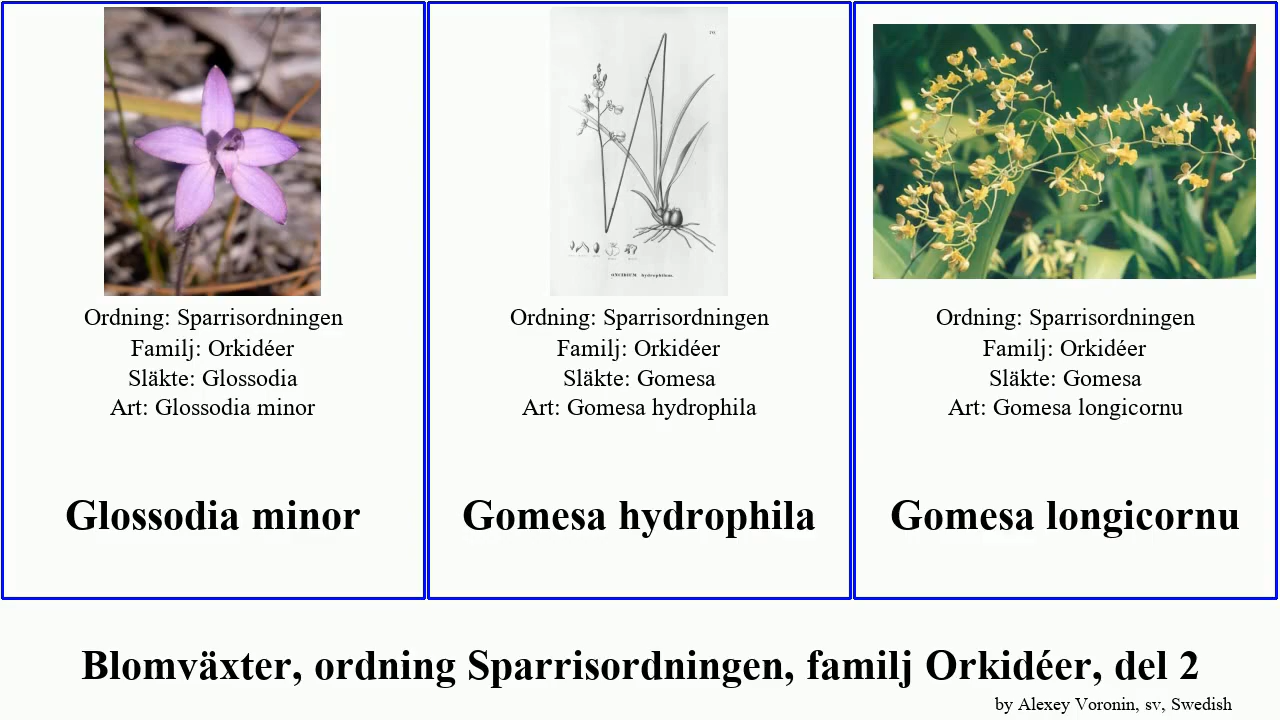 Ordning: Sparrisordningen
Familj: Orkidéer
Släkte: Glossodia
Art: Glossodia minor
Glossodia minor
ONCIDIUM hydrophilum.
Ordning: Sparrisordningen
Familj: Orkidéer
Släkte: Gomesa
Art: Gomesa hydrophila
Gomesa hydrophila
Ordning: Sparrisordningen
Familj: Orkidéer
Släkte: Gomesa
Art: Gomesa longicornu
Gomesa longicornu
Blomväxter, ordning Sparrisordningen, familj Orkidéer, del 2
by Alexey Voronin, sv, Swedish